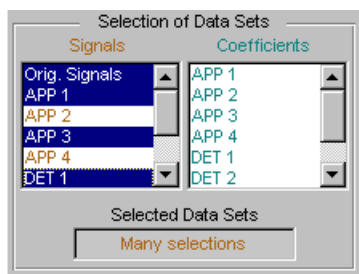 Selection of Data Sets
Signals
Coefficients
Orig. Signals
APP 1
APP 2
APP 3
APP 4
DET 1
APP 1
APP 2
APP 3
APP 4
DET 1
DET 2
Selected Data Sets
Many selections